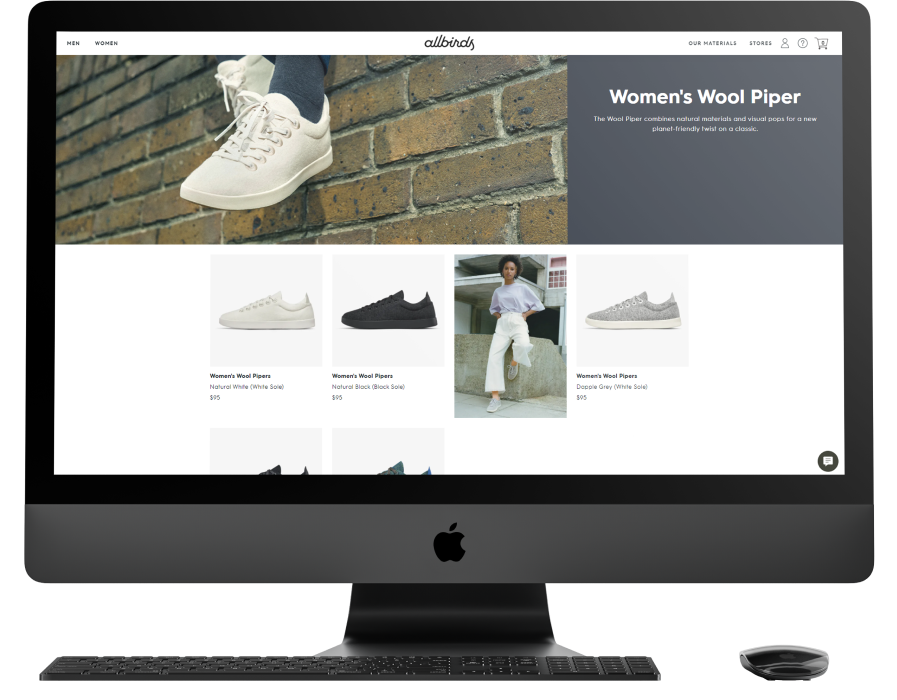 MEN WOMEN allbirds OUR MATERIALS STORES
Women's Wool Piper
The Wool Piper combines natural materials and visual pops for a new
planet-friendly twist on a classic.
Women's Wool Pipers
Natural White (White Sole)
$95
Women's Wool Pipers
Natural Black (Black Sole)
$95
Women's Wool Pipers
Dapple Grey (White Sole)
$95